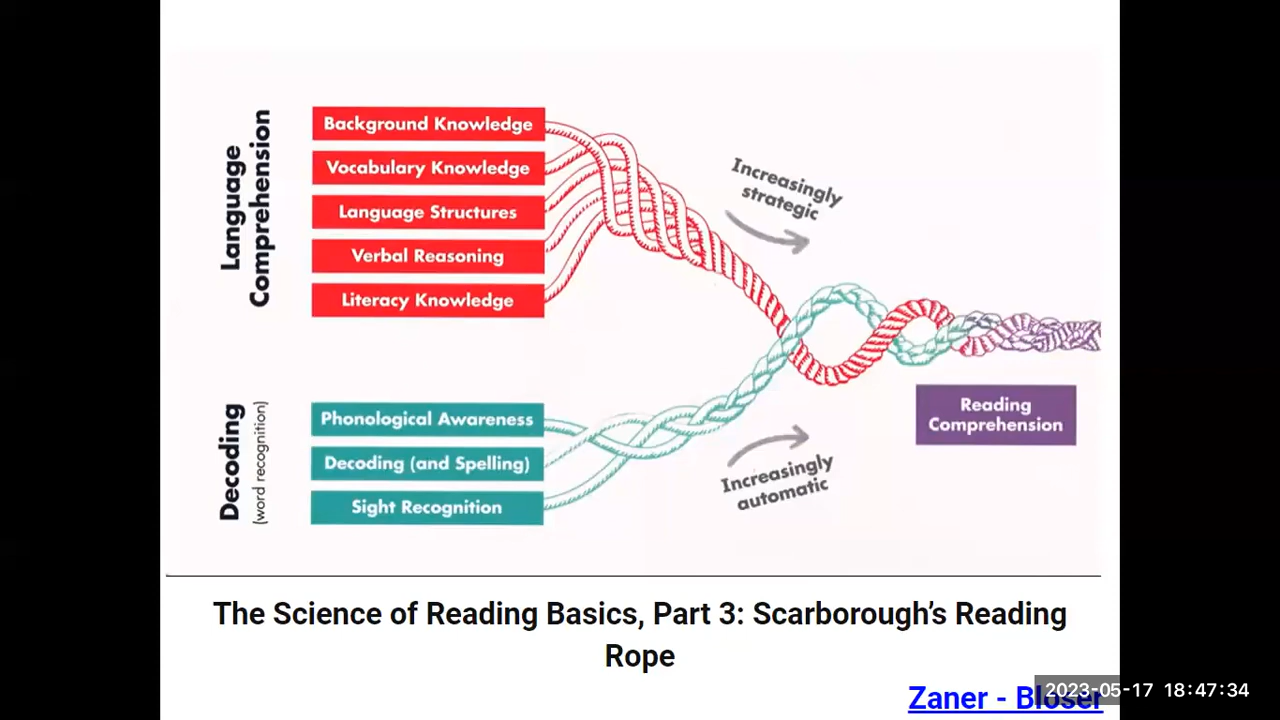 Language
Comprehension
Background Knowledge
Vocabulary Knowledge
Language Structures
Verbal Reasoning
Literacy Knowledge
Increasingly
strategic
Decoding
(word recognition)
Phonological Awareness
Decoding (and Spelling)
Sight Recognition
Increasingly
automatic
Reading
Comprehension
The Science of Reading Basics, Part 3: Scarborough’s Reading
Rope
Zaner - Bloser
2023-05-17 18:47:34